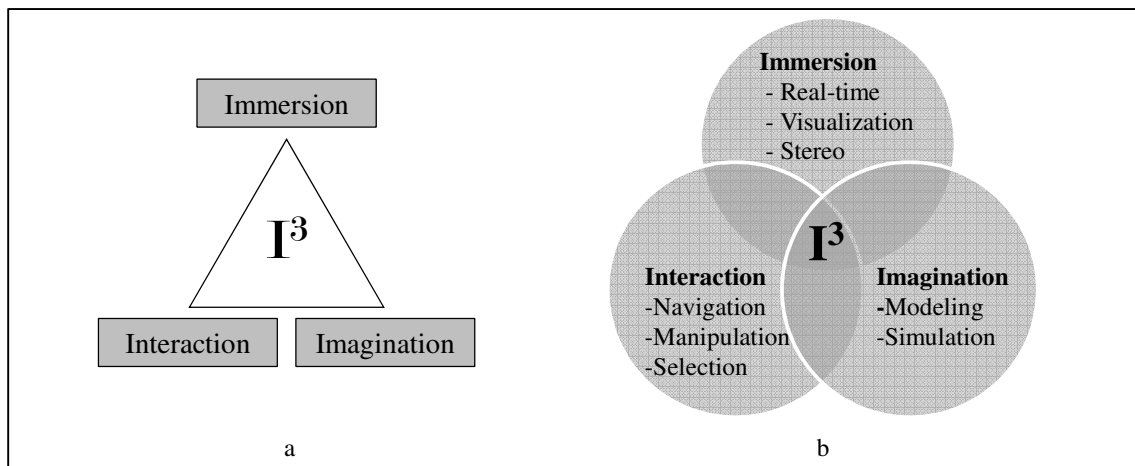 Immersion
I³
Interaction
Imagination
a
Immersion
- Real-time
- Visualization
- Stereo
I³
Interaction
-Navigation
-Manipulation
-Selection
Imagination
-Modeling
-Simulation
b